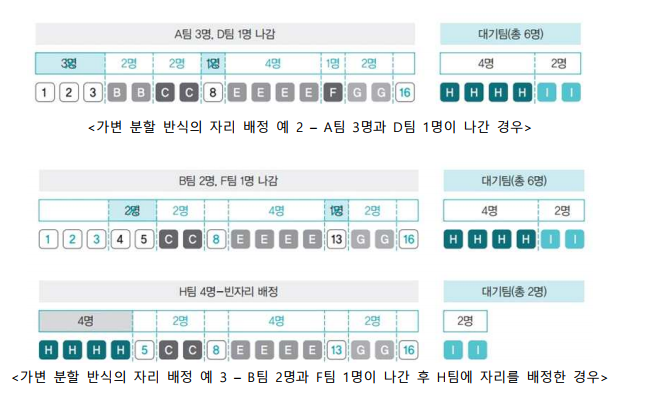 A팀 3명, D팀 1명 나감 대기팀(총 6명)
3명 2명 2명 1명 4명 1명 2명 4명 2명
1 2 3 B B C C 8 E E E E F G G 16 H H H H I I
<가변 분할 반식의 자리 배정 예 2 – A팀 3명과 D팀 1명이 나간 경우>
B팀 2명, F팀 1명 나감 대기팀(총 6명)
2명 2명 4명 1명 2명 4명 2명
1 2 3 4 5 C C 8 E E E E 13 G G 16 H H H H I I
H팀 4명–빈자리 배정 대기팀(총 2명)
4명 2명 4명 2명 2명
H H H H 5 C C 8 E E E E 13 G G 16 I I
<가변 분할 반식의 자리 배정 예 3 – B팀 2명과 F팀 1명이 나간 후 H팀에 자리를 배정한 경우>